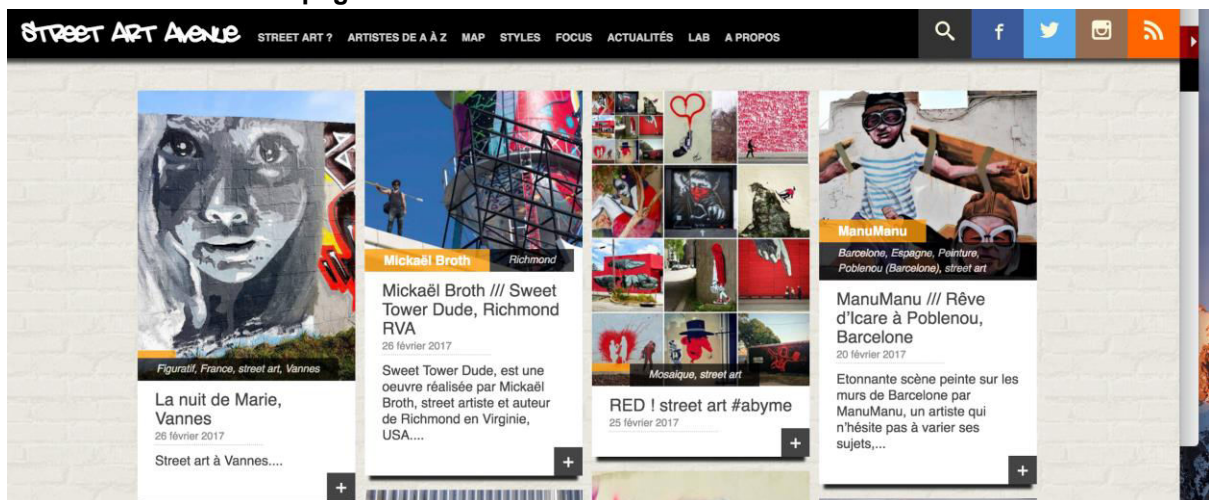 STREET ART AVENUE STREET ART ? ARTISTES DE A À Z MAP STYLES FOCUS ACTUALITÉS LAB A PROPOS
Figuratif, France, street art, Vannes
La nuit de Marie,
Vannes
26 février 2017
Street art à Vannes....
+
Mickaël Broth Richmond
Mickaël Broth /// Sweet
Tower Dude, Richmond
RVA
26 février 2017
Sweet Tower Dude, est une
oeuvre réalisée par Mickaël
Broth, street artiste et auteur
de Richmond en Virginie,
USA....
+
Mosaïque, street art
RED ! street art #abyme
25 février 2017
+
ManuManu
Barcelone, Espagne, Peinture,
Poblenou (Barcelone), street art
ManuManu /// Rêve
d'Icare à Poblenou,
Barcelone
20 février 2017
Etonnante scène peinte sur les
murs de Barcelone par
ManuManu, un artiste qui
n'hésite pas à varier ses
sujets,...
+